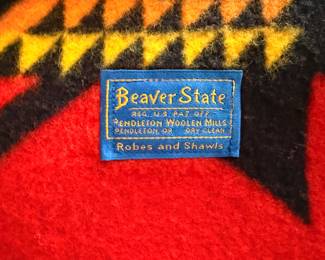 Beaver State
REG. U.S. PAT. OFF.
PENDLETON WOOLEN MILLS
PENDLETON, OR DRY CLEAN
Robes and Shawls